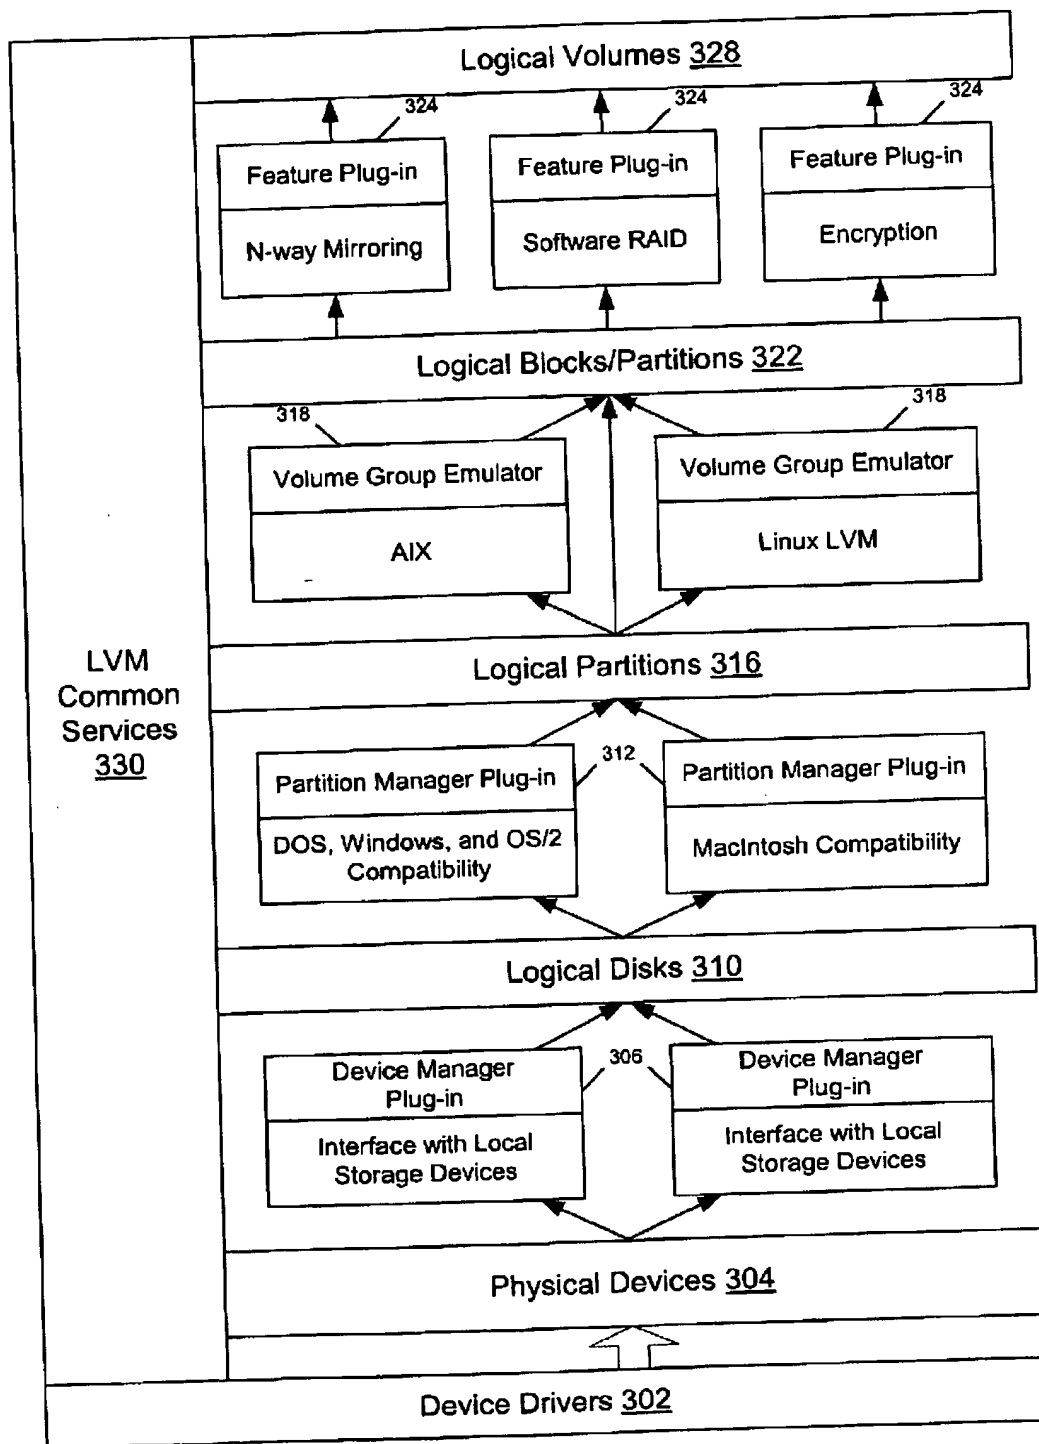 Logical Volumes 328
324
324
324
Feature Plug-in
Feature Plug-in
Feature Plug-in
N-way Mirroring
Software RAID
Encryption
Logical Blocks/Partitions 322
318
318
Volume Group Emulator
Volume Group Emulator
AIX
Linux LVM
LVM
Common
Services
330
Logical Partitions 316
312
Partition Manager Plug-in
Partition Manager Plug-in
DOS, Windows, and OS/2
Compatibility
MacIntosh Compatibility
Logical Disks 310
306
Device Manager
Plug-in
Device Manager
Plug-in
Interface with Local
Storage Devices
Interface with Local
Storage Devices
Physical Devices 304
Device Drivers 302